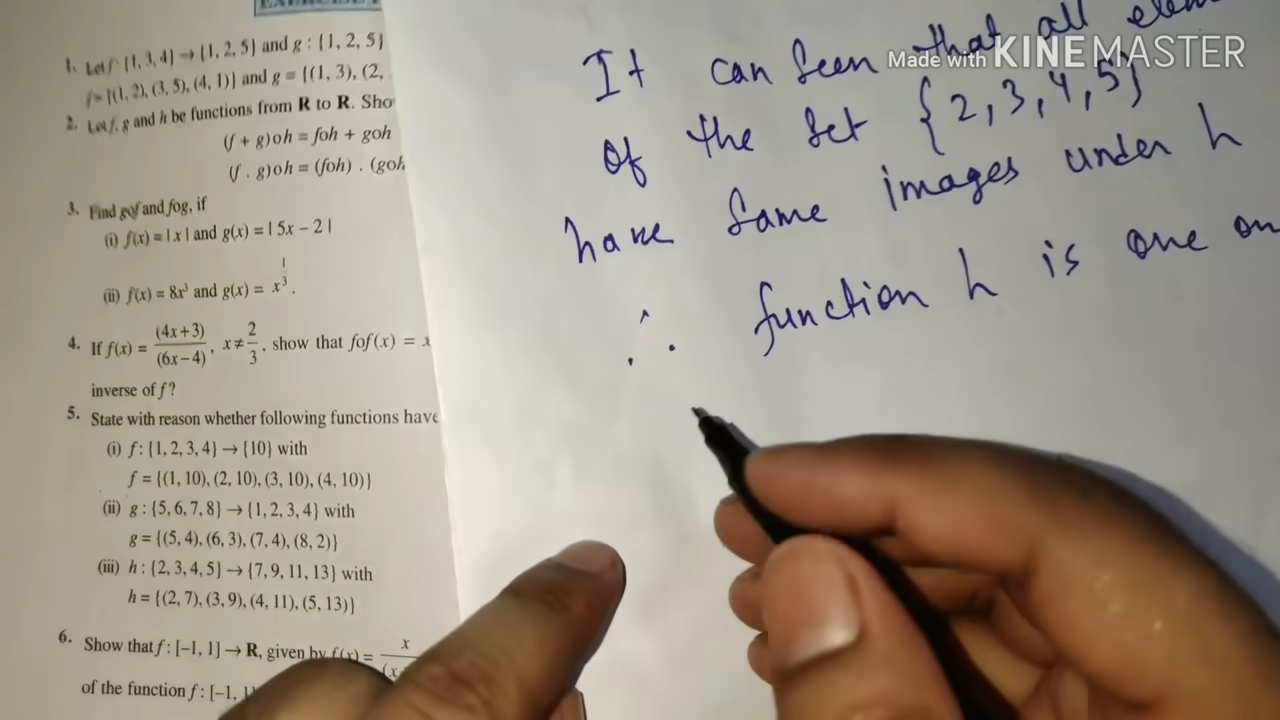 1. Let f : {1, 3, 4} → {1, 2, 5} and g : {1, 2, 5}
f = {(1, 2), (3, 5), (4, 1)} and g = {(1, 3), (2,
2. Let f, g and h be functions from R to R. Sho
(f + g)oh = foh + goh
(f . g)oh = (foh) . (goh
3. Find gof and fog, if
(i) f(x) = | x | and g(x) = | 5x − 2 |
(ii) f(x) = 8x³ and g(x) = x^(1/3).
4. If f(x) = (4x+3)/(6x−4), x ≠ 2/3, show that fof(x) = x
inverse of f ?
5. State with reason whether following functions have
(i) f : {1, 2, 3, 4} → {10} with
f = {(1, 10), (2, 10), (3, 10), (4, 10)}
(ii) g : {5, 6, 7, 8} → {1, 2, 3, 4} with
g = {(5, 4), (6, 3), (7, 4), (8, 2)}
(iii) h : {2, 3, 4, 5} → {7, 9, 11, 13} with
h = {(2, 7), (3, 9), (4, 11), (5, 13)}
6. Show that f : [−1, 1] → R, given by f(x) = x
of the function f : [−1, 1
It can seen that all elem
Made with KINEMASTER
of the set {2, 3, 4, 5}
have same images under h
∴ function h is one on